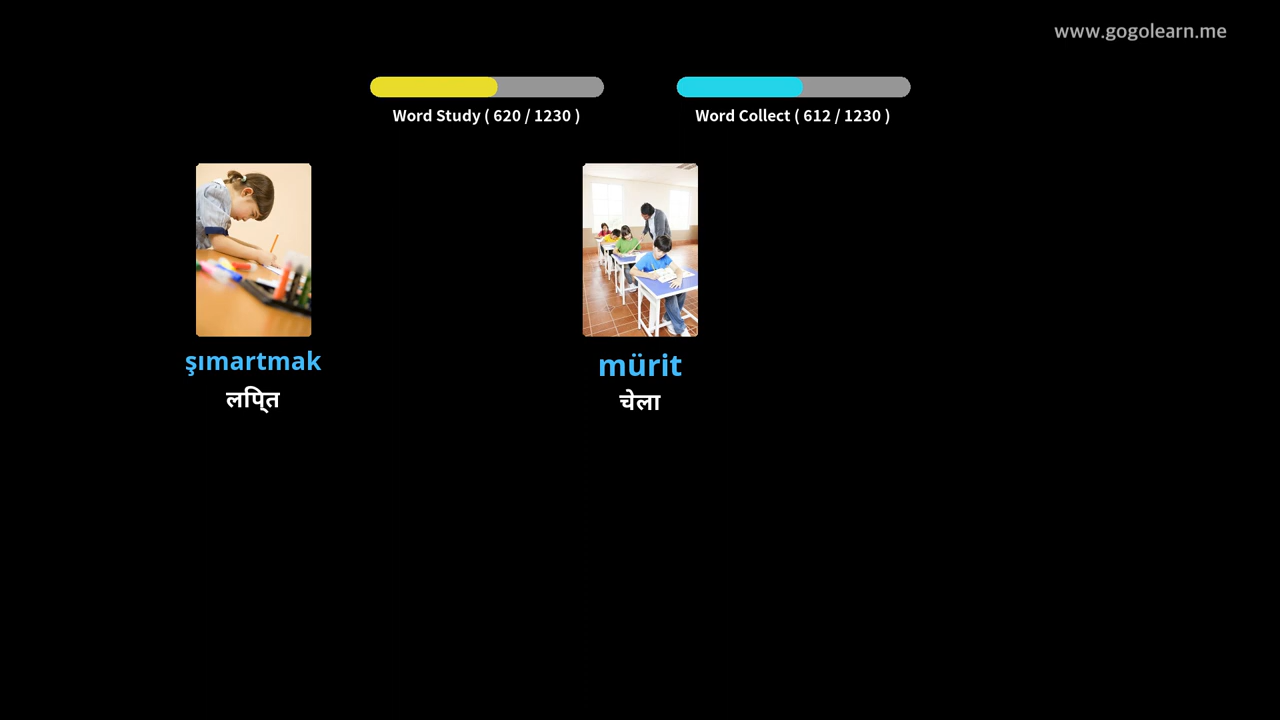 www.gogolearn.me
Word Study ( 620 / 1230 )
Word Collect ( 612 / 1230 )
şımartmak
mürit
लिप्ति
चेला